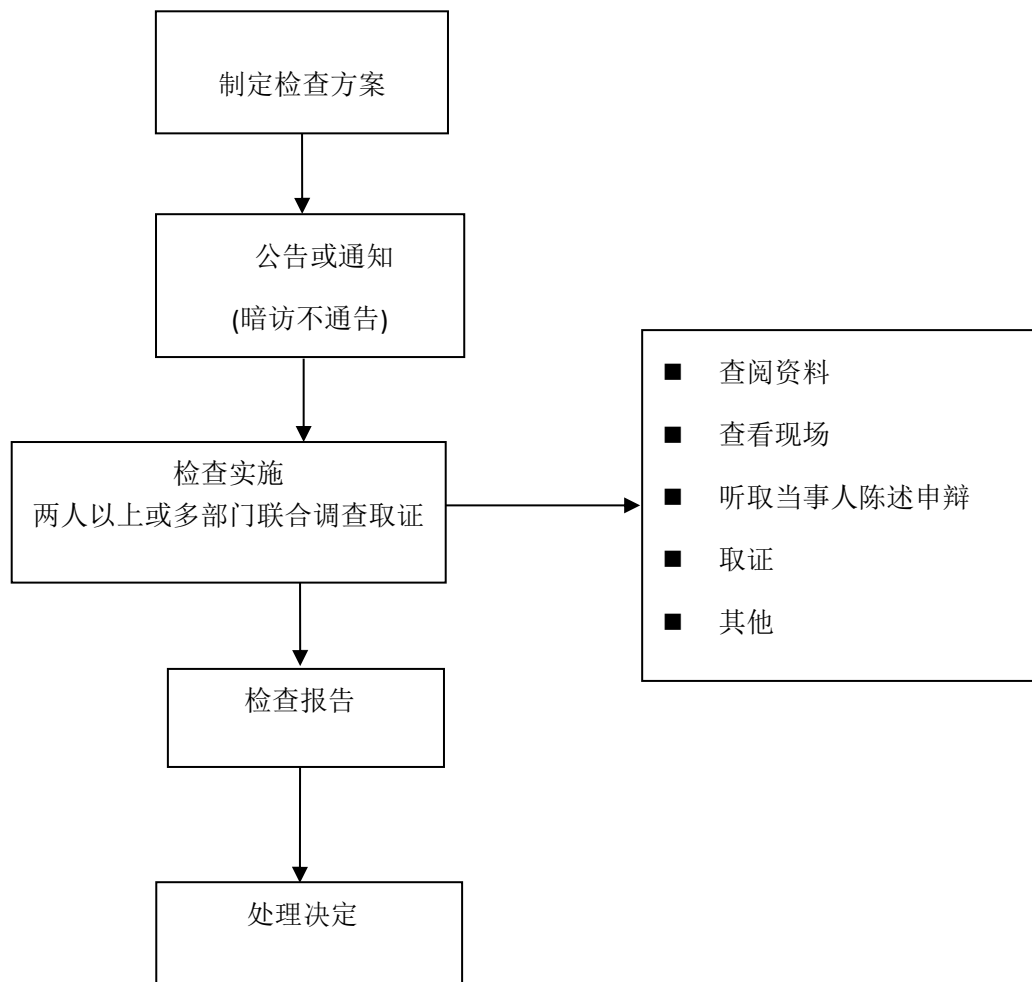 制定检查方案
公告或通知
(暗访不通告)
检查实施
两人以上或多部门联合调查取证
■ 查阅资料
■ 查看现场
■ 听取当事人陈述申辩
■ 取证
■ 其他
检查报告
处理决定